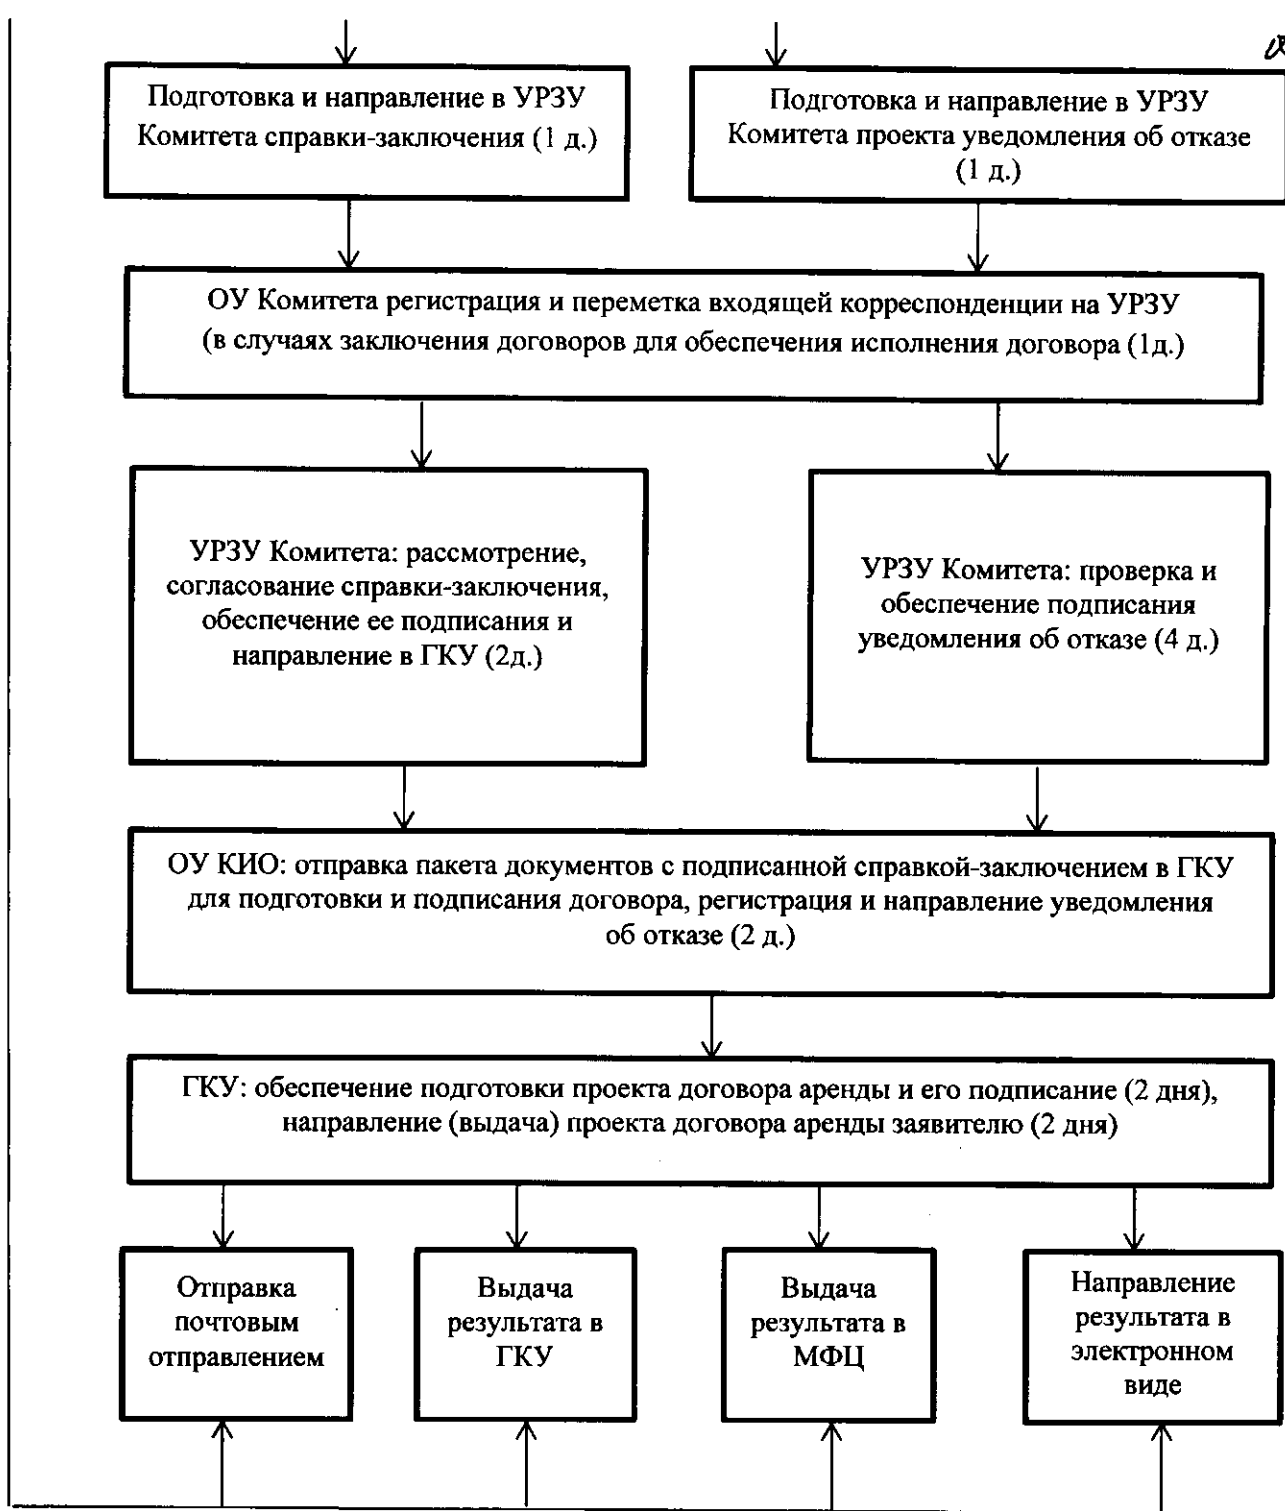 Подготовка и направление в УРЗУ
Комитета справки-заключения (1 д.)
Подготовка и направление в УРЗУ
Комитета проекта уведомления об отказе
(1 д.)
ОУ Комитета регистрация и переметка входящей корреспонденции на УРЗУ
(в случаях заключения договоров для обеспечения исполнения договора (1д.)
УРЗУ Комитета: рассмотрение,
согласование справки-заключения,
обеспечение ее подписания и
направление в ГКУ (2д.)
УРЗУ Комитета: проверка и
обеспечение подписания
уведомления об отказе (4 д.)
ОУ КИО: отправка пакета документов с подписанной справкой-заключением в ГКУ
для подготовки и подписания договора, регистрация и направление уведомления
об отказе (2 д.)
ГКУ: обеспечение подготовки проекта договора аренды и его подписание (2 дня),
направление (выдача) проекта договора аренды заявителю (2 дня)
Отправка
почтовым
отправлением
Выдача
результата в
ГКУ
Выдача
результата в
МФЦ
Направление
результата в
электронном
виде